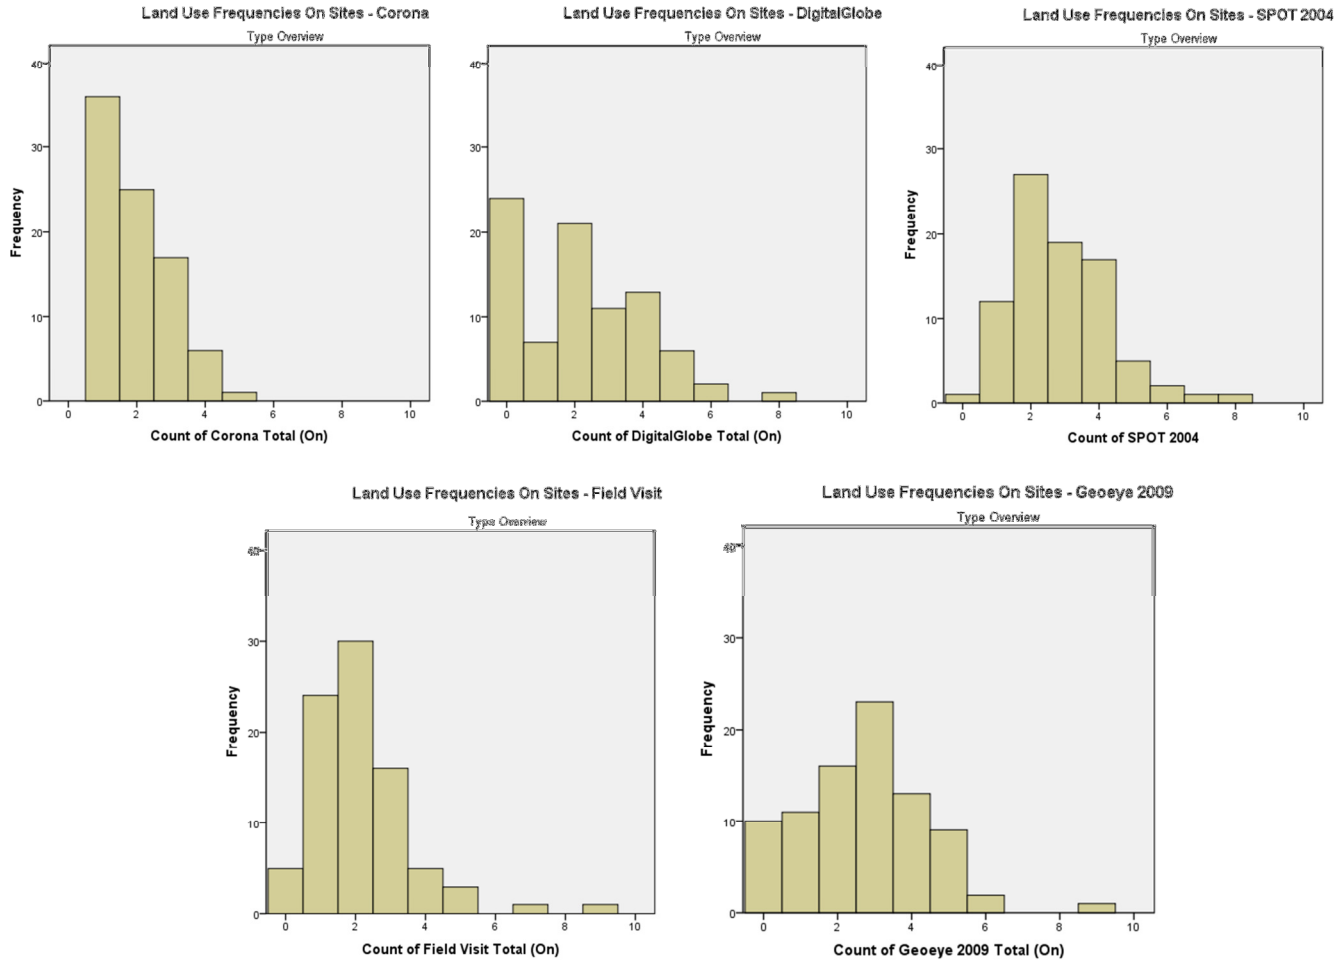 Land Use Frequencies On Sites - Corona
Type Overview
40
30
20
10
0
Frequency
0 2 4 6 8 10
Count of Corona Total (On)
Land Use Frequencies On Sites - DigitalGlobe
Type Overview
40
30
20
10
0
Frequency
0 2 4 6 8 10
Count of DigitalGlobe Total (On)
Land Use Frequencies On Sites - SPOT 2004
Type Overview
40
30
20
10
0
Frequency
0 2 4 6 8 10
Count of SPOT 2004
Land Use Frequencies On Sites - Field Visit
Type Overview
40
30
20
10
0
Frequency
0 2 4 6 8 10
Count of Field Visit Total (On)
Land Use Frequencies On Sites - Geoeye 2009
Type Overview
40
30
20
10
0
Frequency
0 2 4 6 8 10
Count of Geoeye 2009 Total (On)